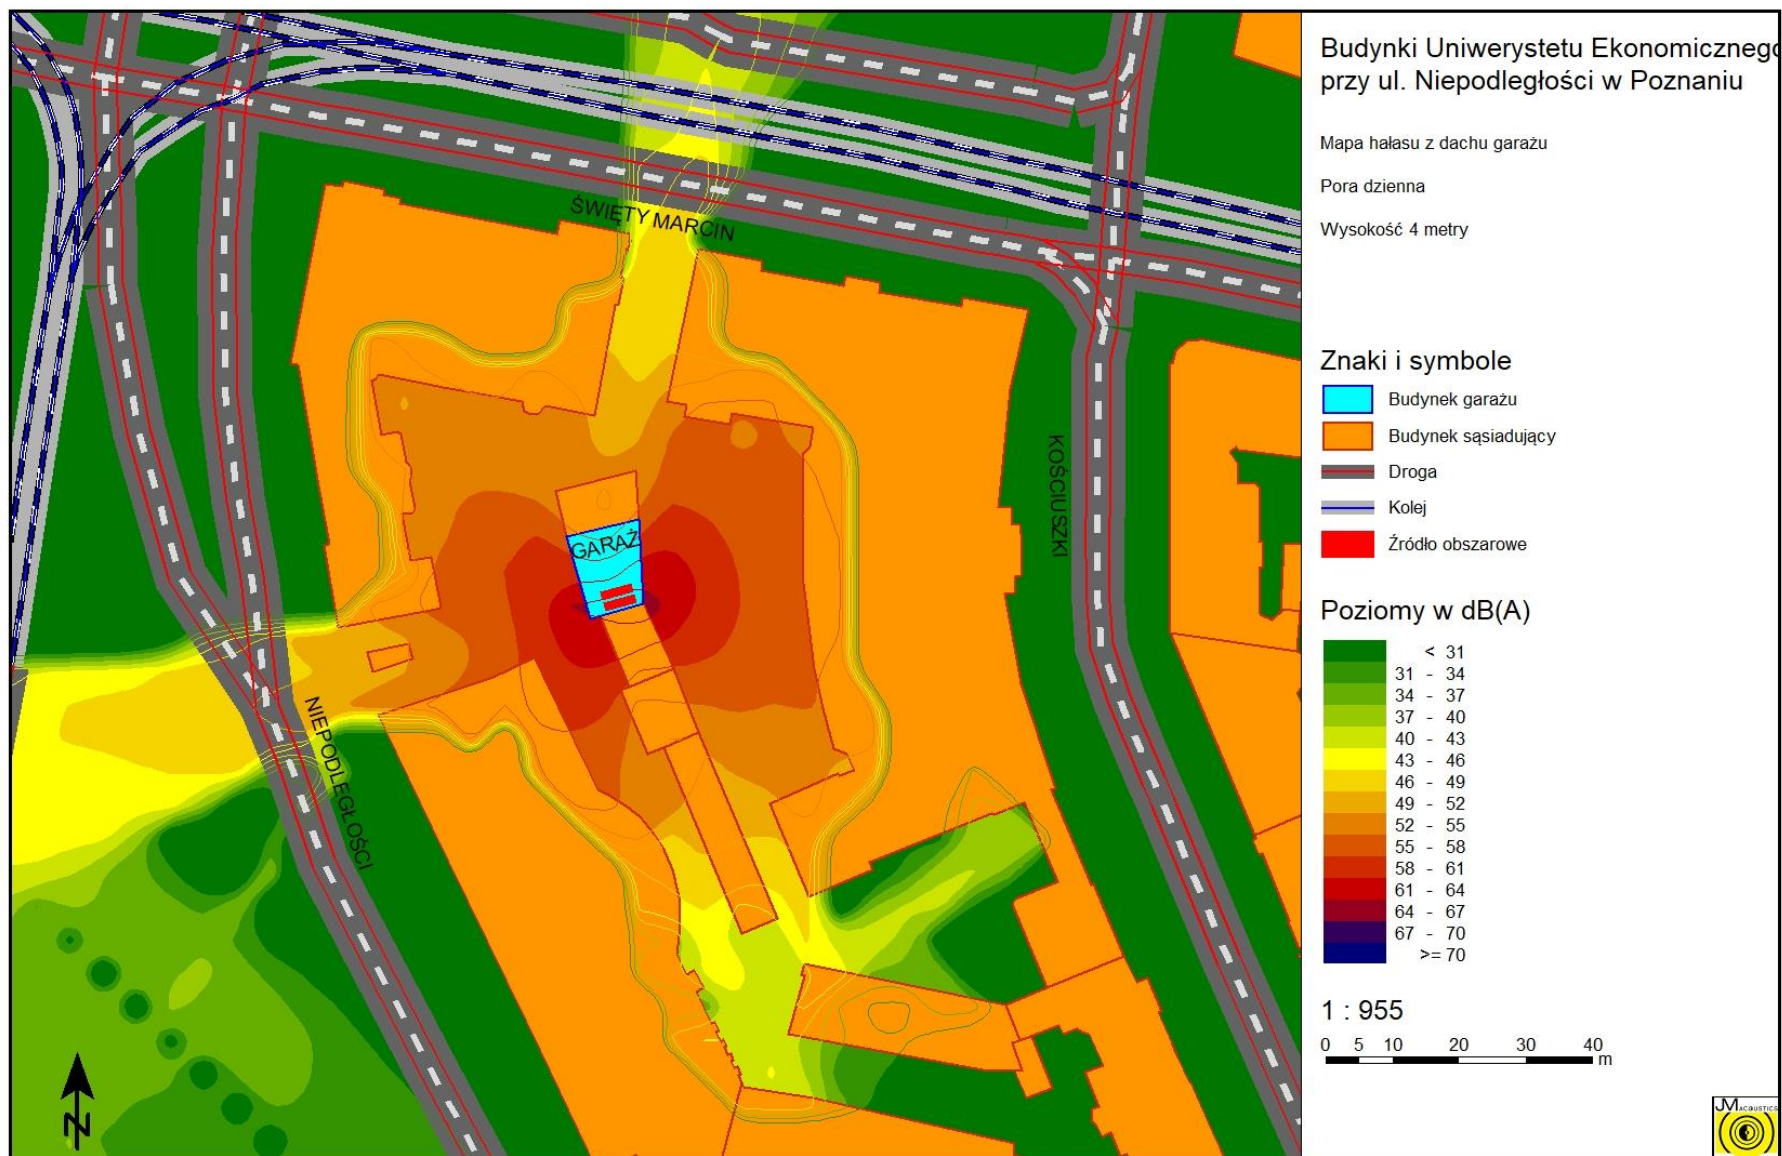 Budynki Uniwerystetu Ekonomicznego
przy ul. Niepodległości w Poznaniu
Mapa hałasu z dachu garażu
Pora dzienna
Wysokość 4 metry
Znaki i symbole
Budynek garażu
Budynek sąsiadujący
Droga
Kolej
Źródło obszarowe
Poziomy w dB(A)
< 31
31 - 34
34 - 37
37 - 40
40 - 43
43 - 46
46 - 49
49 - 52
52 - 55
55 - 58
58 - 61
61 - 64
64 - 67
67 - 70
>= 70
1 : 955
0 5 10 20 30 40
m
ŚWIĘTY MARCIN
KOŚCIUSZKI
GARAŻ
NIEPODLEGŁOŚCI
N
JM ACOUSTICS